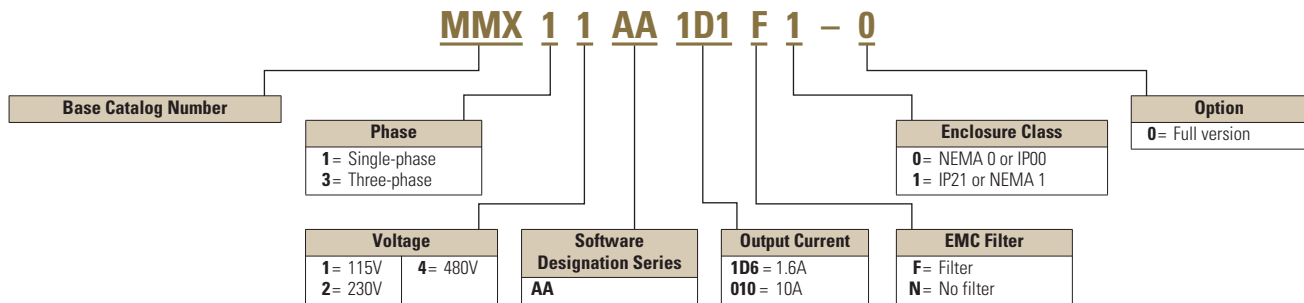 MMX 1 1 AA 1D1 F 1 – 0
Base Catalog Number
Phase
1 = Single-phase
3 = Three-phase
Enclosure Class
0 = NEMA 0 or IP00
1 = IP21 or NEMA 1
Option
0 = Full version
Voltage
1 = 115V
2 = 230V
4 = 480V
Software
Designation Series
AA
Output Current
1D6 = 1.6A
010 = 10A
EMC Filter
F = Filter
N = No filter